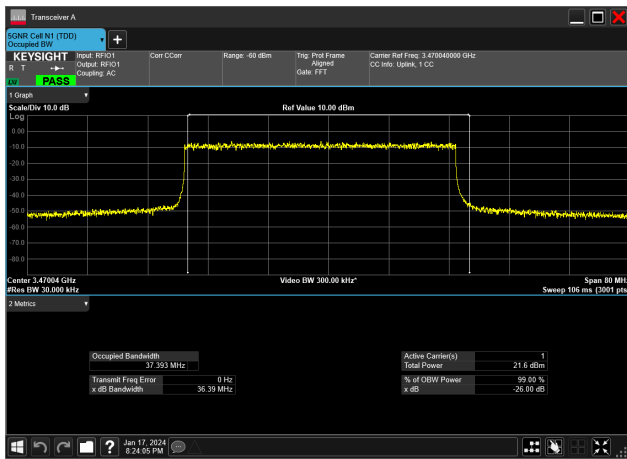 Transceiver A
5GNR Cell N1 (TDD)
Occupied BW
KEYSIGHT
R T
LNI
PASS
Input: RFIO1
Output: RFIO1
Coupling: AC
Corr CCorr
Range: -60 dBm
Trig: Prot Frame
Aligned
Gate: FFT
Carrier Ref Freq: 3.470040000 GHz
CC Info: Uplink, 1 CC
1 Graph
Scale/Div 10.0 dB
Ref Value 10.00 dBm
Log
0.00
-10.0
-20.0
-30.0
-40.0
-50.0
-60.0
-70.0
-80.0
Center 3.47004 GHz
Video BW 300.00 kHz*
Span 80 MH
#Res BW 30.000 kHz
Sweep 106 ms (3001 pts
2 Metrics
Occupied Bandwidth
37.393 MHz
Transmit Freq Error 0 Hz
x dB Bandwidth 36.39 MHz
Active Carrier(s) 1
Total Power 21.6 dBm
% of OBW Power 99.00 %
x dB -26.00 dB
Jan 17, 2024
8:24:05 PM